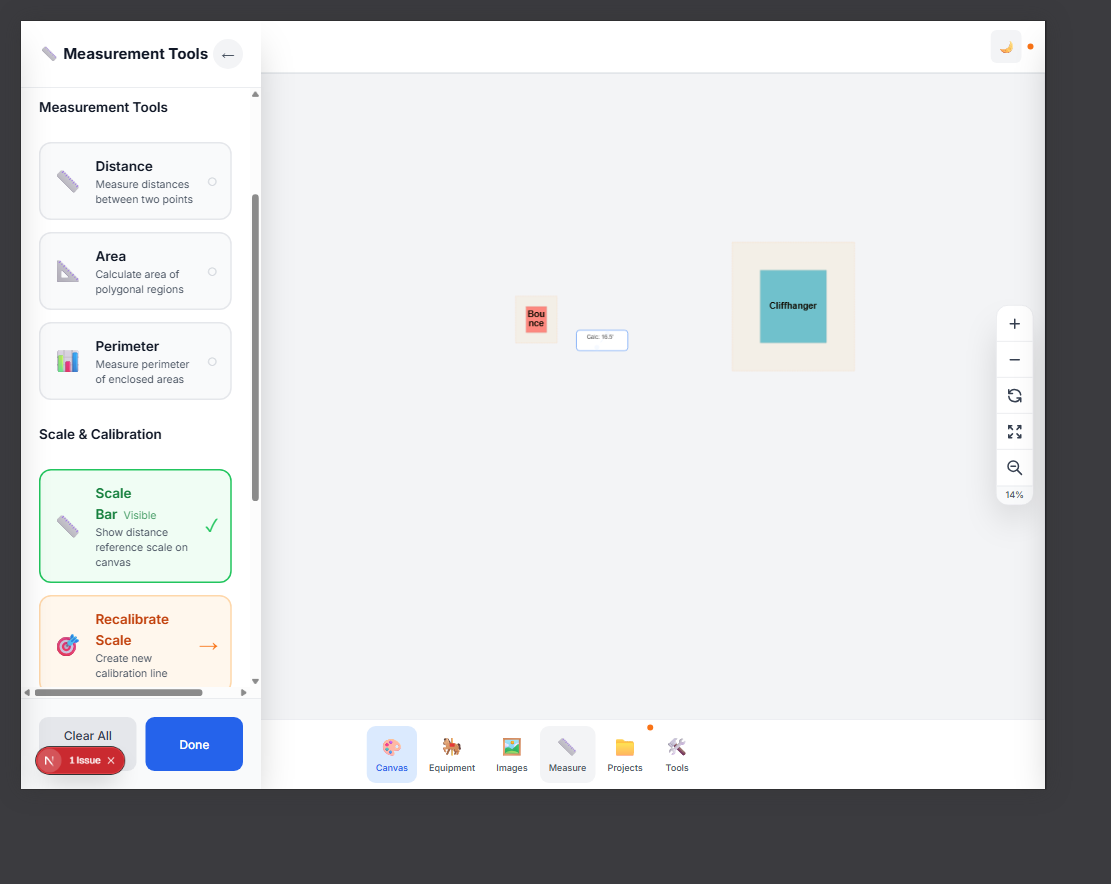 Measurement Tools
←
Measurement Tools
Distance
Measure distances
between two points
Area
Calculate area of
polygonal regions
Perimeter
Measure perimeter
of enclosed areas
Scale & Calibration
Scale
Bar Visible
Show distance
reference scale on
canvas
✓
Recalibrate
Scale
Create new
calibration line
→
Clear All
Done
N 1 Issue ×
Bou
nce
Calc: 16.5'
Cliffhanger
+
−
14%
Canvas
Equipment
Images
Measure
Projects
Tools